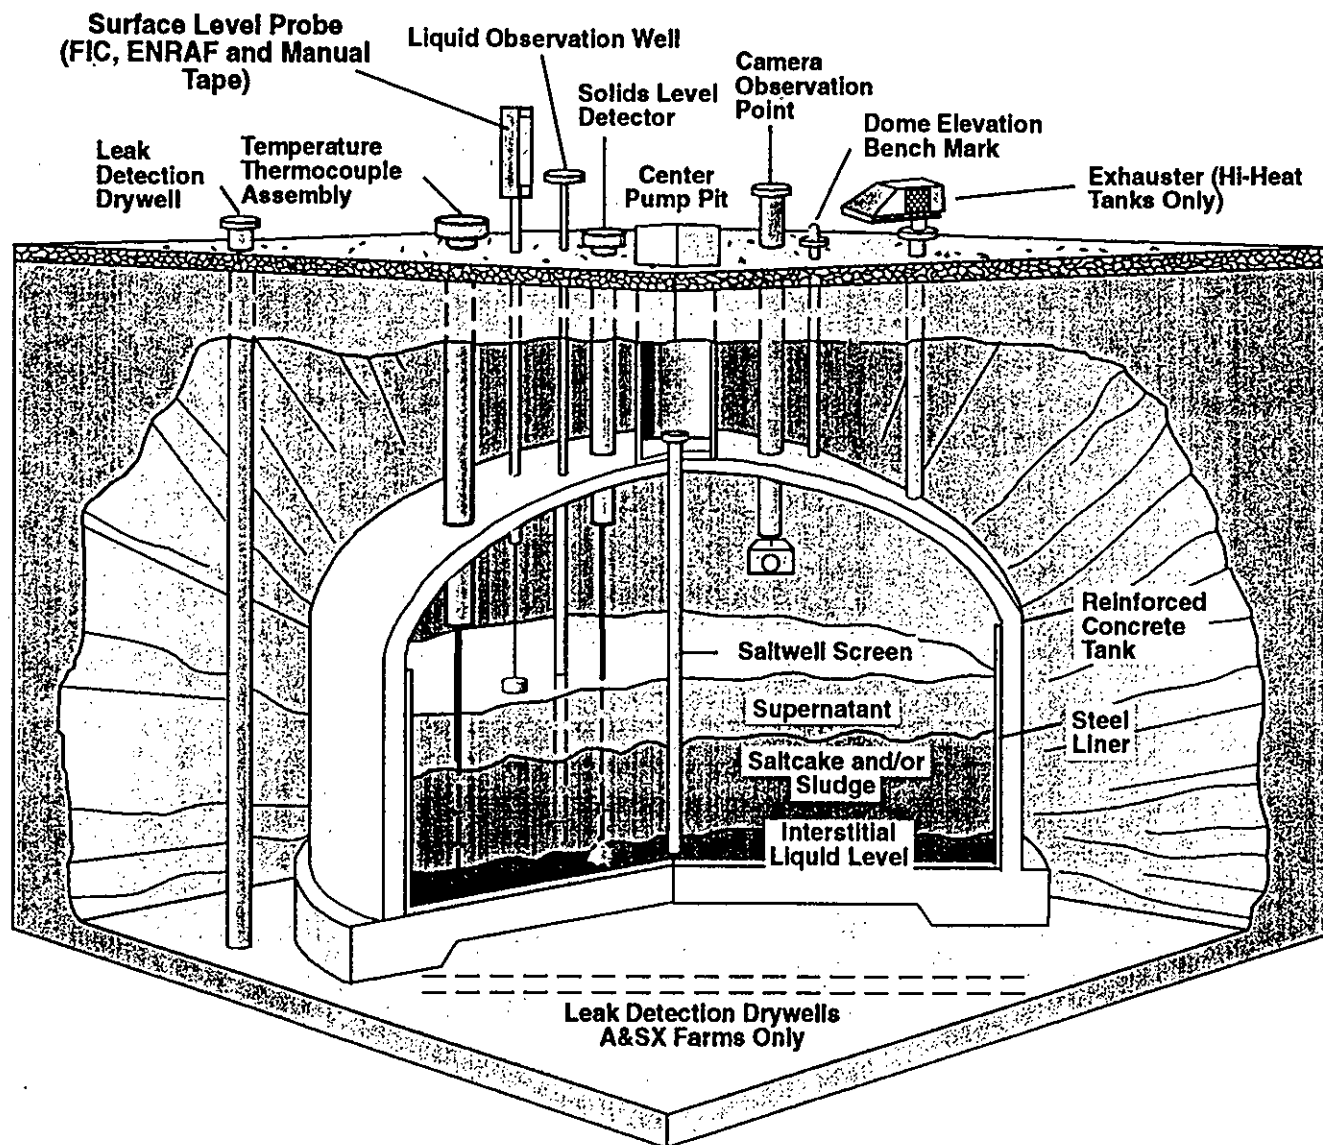 Surface Level Probe
(FIC, ENRAF and Manual
Tape)
Liquid Observation Well
Solids Level
Detector
Camera
Observation
Point
Dome Elevation
Bench Mark
Leak
Detection
Drywell
Temperature
Thermocouple
Assembly
Center
Pump Pit
Exhauster (Hi-Heat
Tanks Only)
Reinforced
Concrete
Tank
Saltwell Screen
Supernatant
Steel
Liner
Saltcake and/or
Sludge
Interstitial
Liquid Level
Leak Detection Drywells
A&SX Farms Only